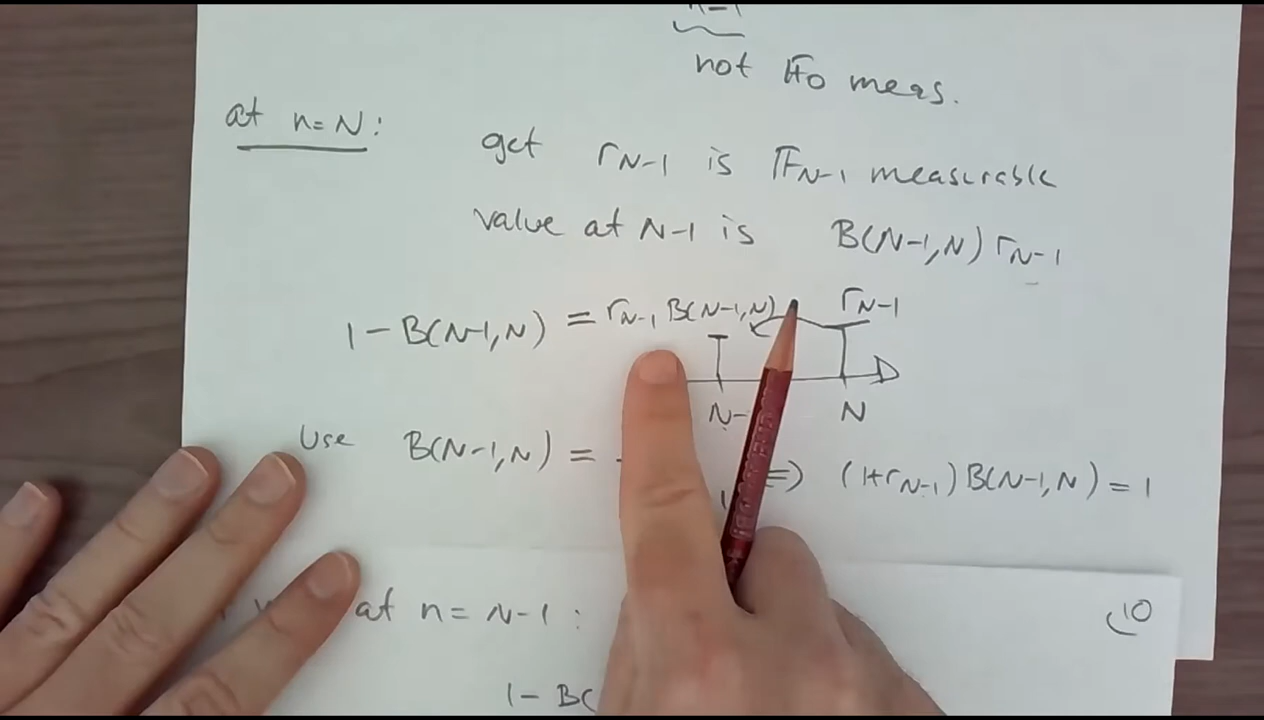 not 𝔽0 meas.
at n=N:
get rN-1 is 𝔽N-1 measurable
value at N-1 is B(N-1,N) rN-1
1-B(N-1,N) = rN-1 B(N-1,N)
rN-1
N- N
Use B(N-1,N) =
=> (1+rN-1) B(N-1,N) = 1
at n= N-1 :
10
1- B(